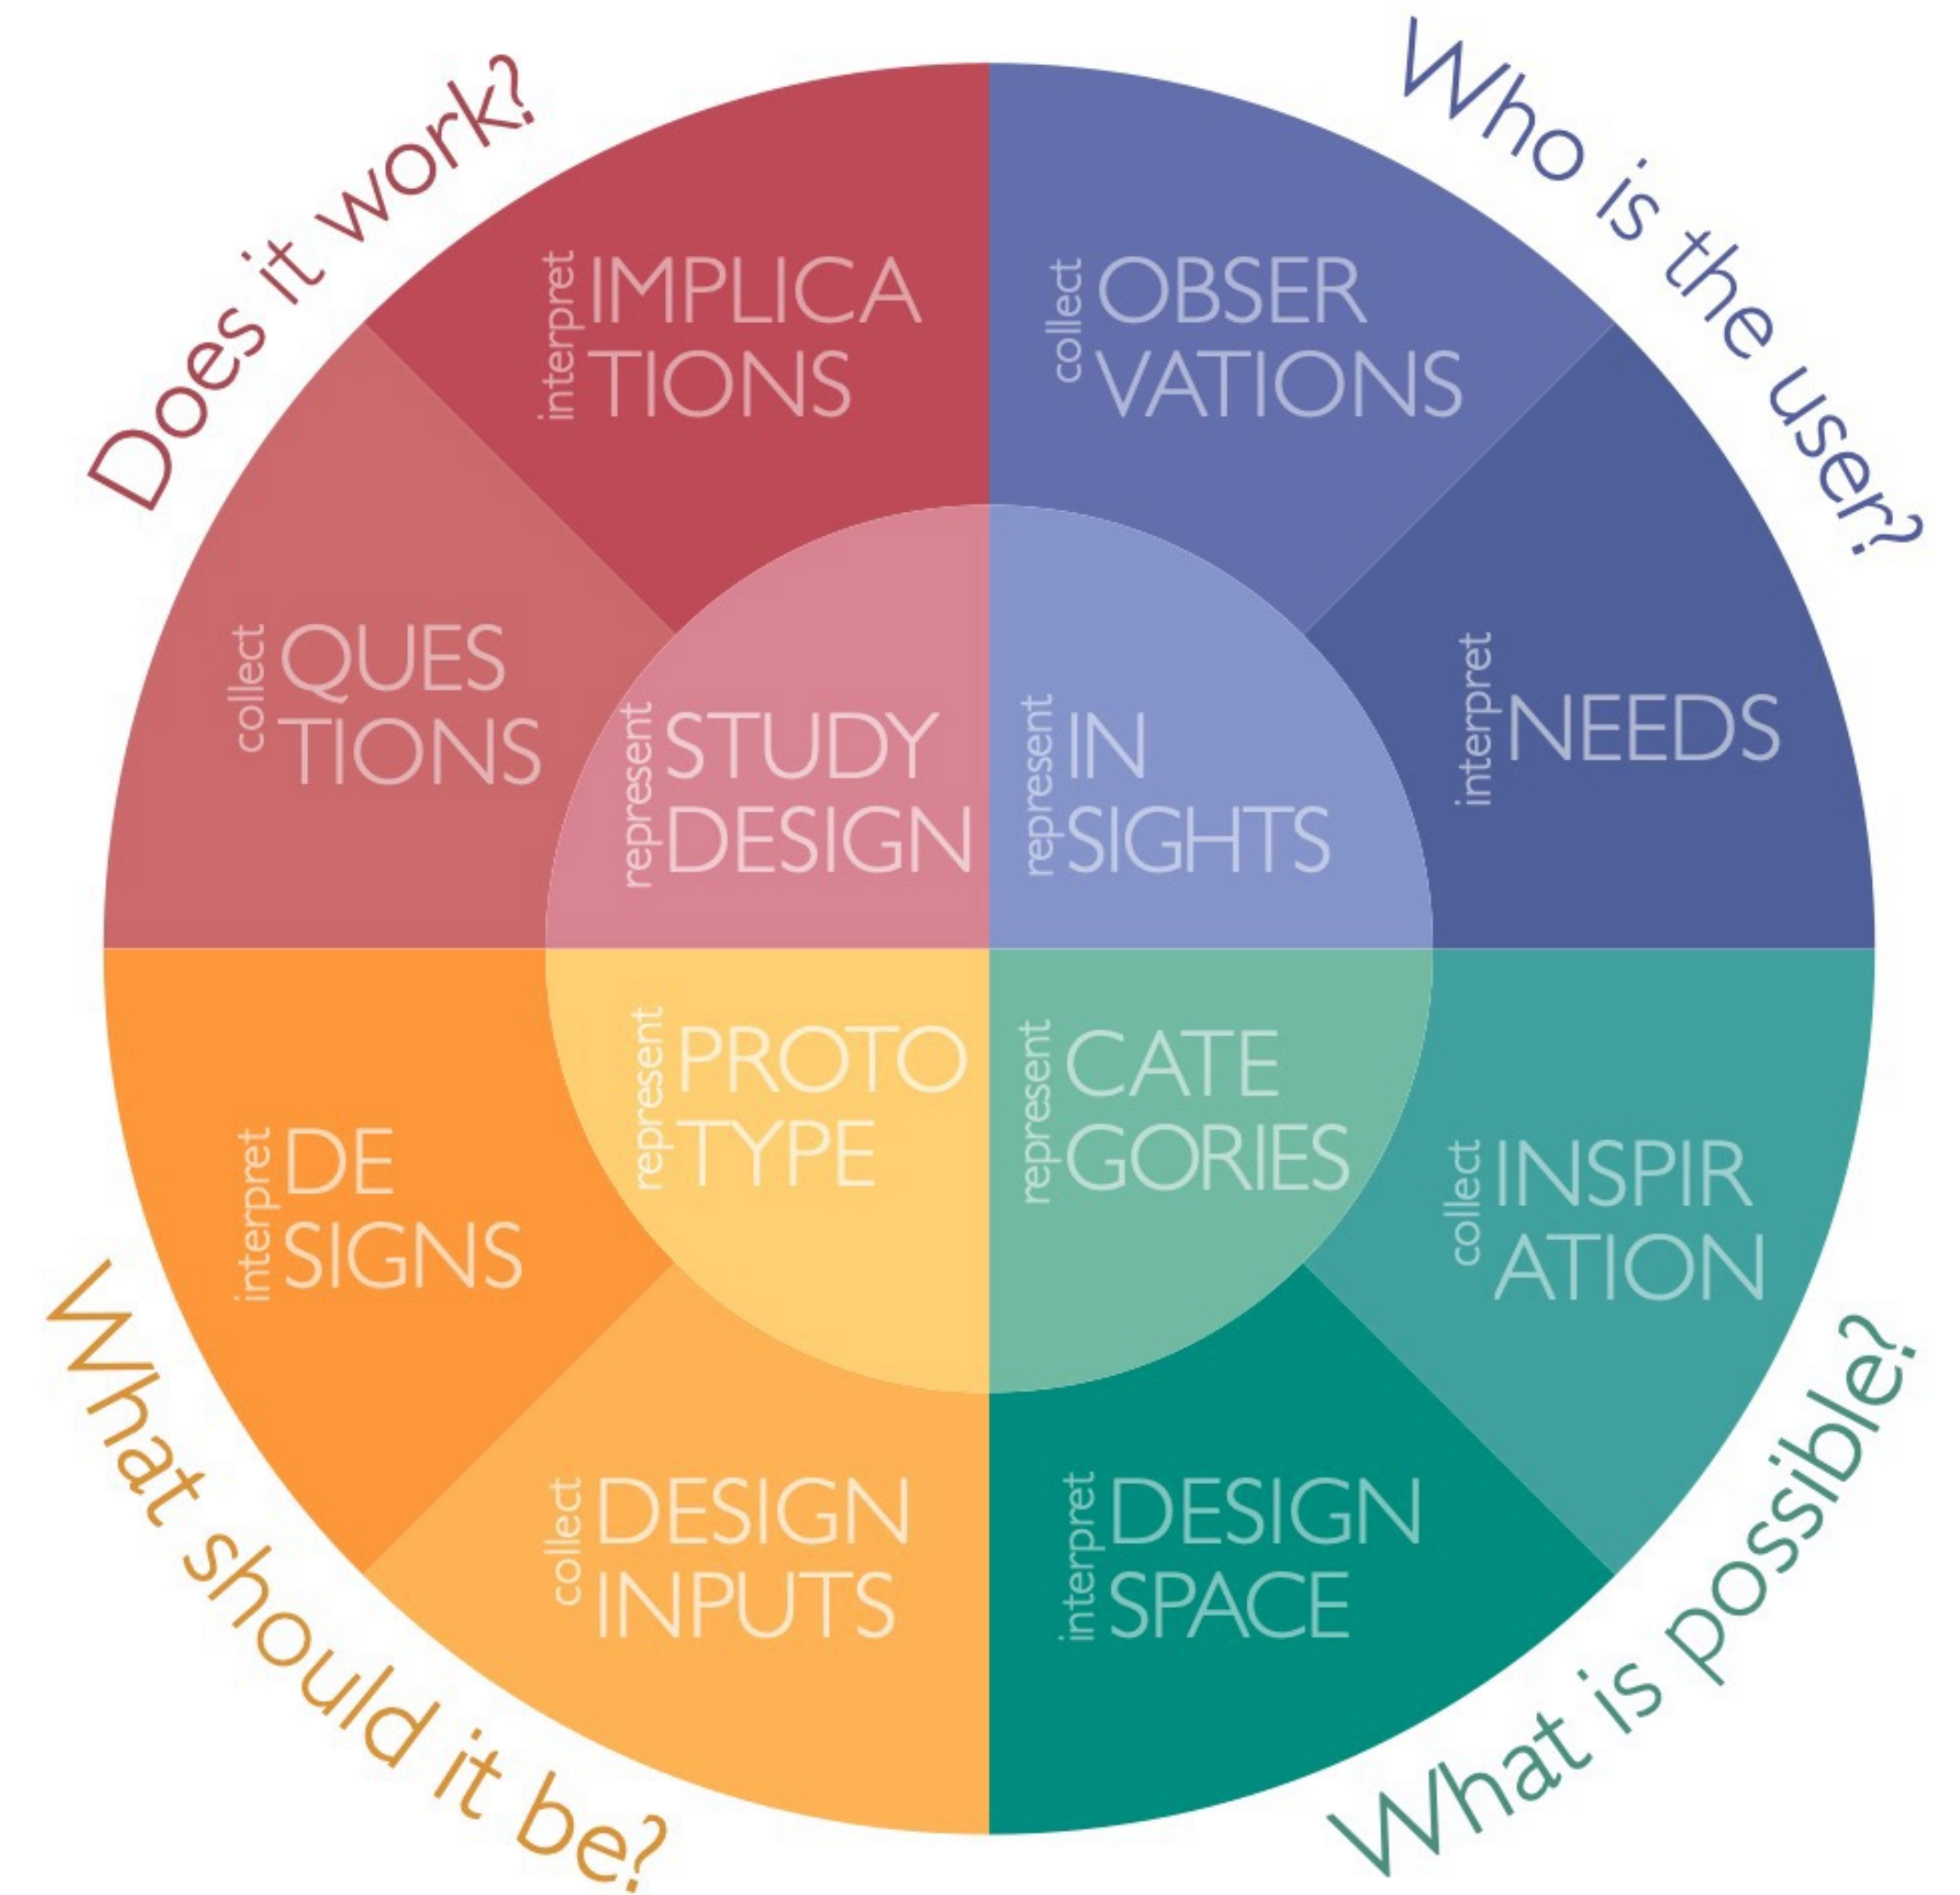 Does it work?
Who is the user?
interpret
IMPLICA
TIONS
collect
OBSER
VATIONS
collect
QUES
TIONS
represent
STUDY
DESIGN
represent
IN
SIGHTS
interpret
NEEDS
interpret
DE
SIGNS
represent
PROTO
TYPE
represent
CATE
GORIES
collect
INSPIR
ATION
collect
DESIGN
INPUTS
interpret
DESIGN
SPACE
What should it be?
What is possible?